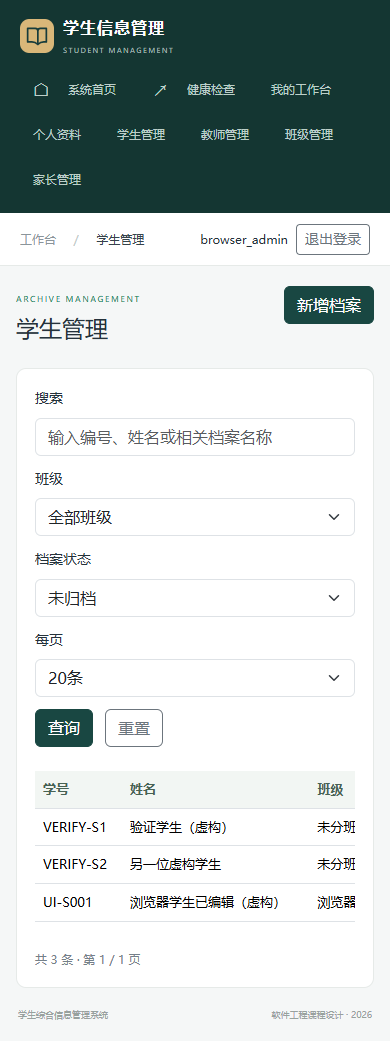 学生信息管理
STUDENT MANAGEMENT
系统首页 健康检查 我的工作台
个人资料 学生管理 教师管理 班级管理
家长管理
工作台 / 学生管理 browser_admin 退出登录
ARCHIVE MANAGEMENT
学生管理 新增档案
搜索
输入编号、姓名或相关档案名称
班级
全部班级
档案状态
未归档
每页
20条
查询 重置
学号 姓名 班级
VERIFY-S1 验证学生（虚构） 未分班
VERIFY-S2 另一位虚构学生 未分班
UI-S001 浏览器学生已编辑（虚构） 浏览器
共 3 条 · 第 1 / 1 页
学生综合信息管理系统 软件工程课程设计 · 2026